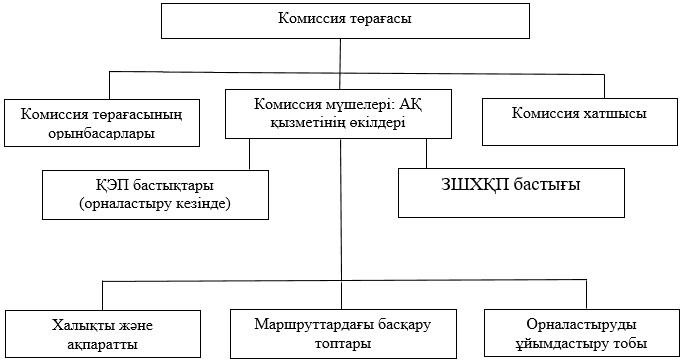 Комиссия төрағасы
Комиссия төрағасының
орынбасарлары
Комиссия мүшелері: АҚ
қызметінің өкілдері
Комиссия хатшысы
ҚЭП бастықтары
(орналастыру кезінде)
ЗШХҚП бастығы
Халықты және
ақпаратты
Маршруттардағы басқару
топтары
Орналастыруды
ұйымдастыру тобы